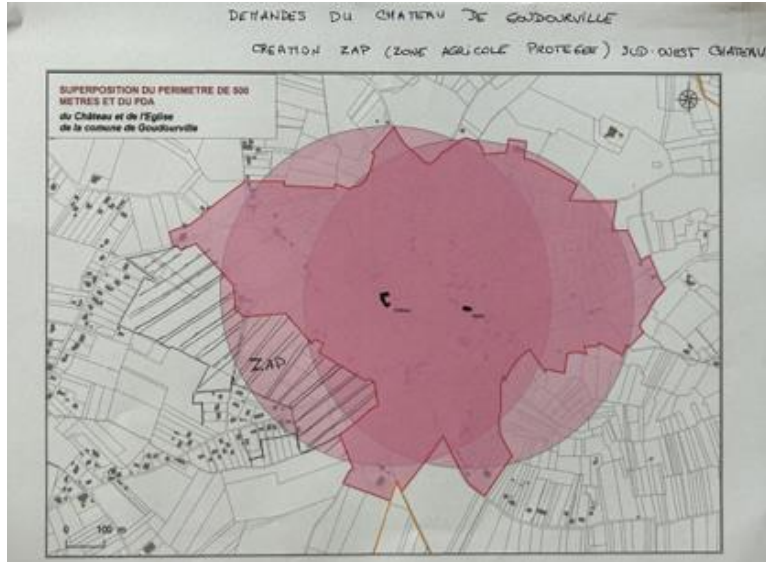 DEMANDES DU CHATEAU DE GOUDOURVILLE
CREATION ZAP (ZONE AGRICOLE PROTEGEE) SUD-OUEST CHATEAU
SUPERPOSITION DU PERIMETRE DE 500
METRES ET DU PDA
du Château et de l'Eglise
de la comune de Goudourville
ZAP
0 100 m